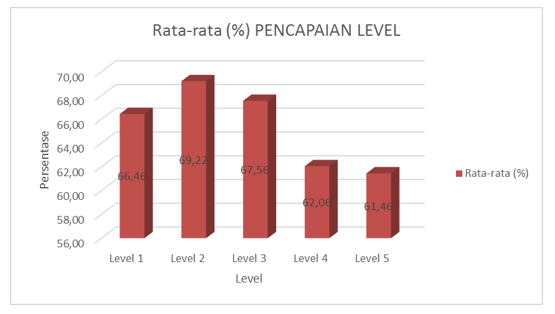 Rata-rata (%) PENCAPAIAN LEVEL
Persentase
70,00
68,00
66,00
64,00
62,00
60,00
58,00
56,00
66,46
69,22
67,56
62,06
61,46
Level 1 Level 2 Level 3 Level 4 Level 5
Level
Rata-rata (%)